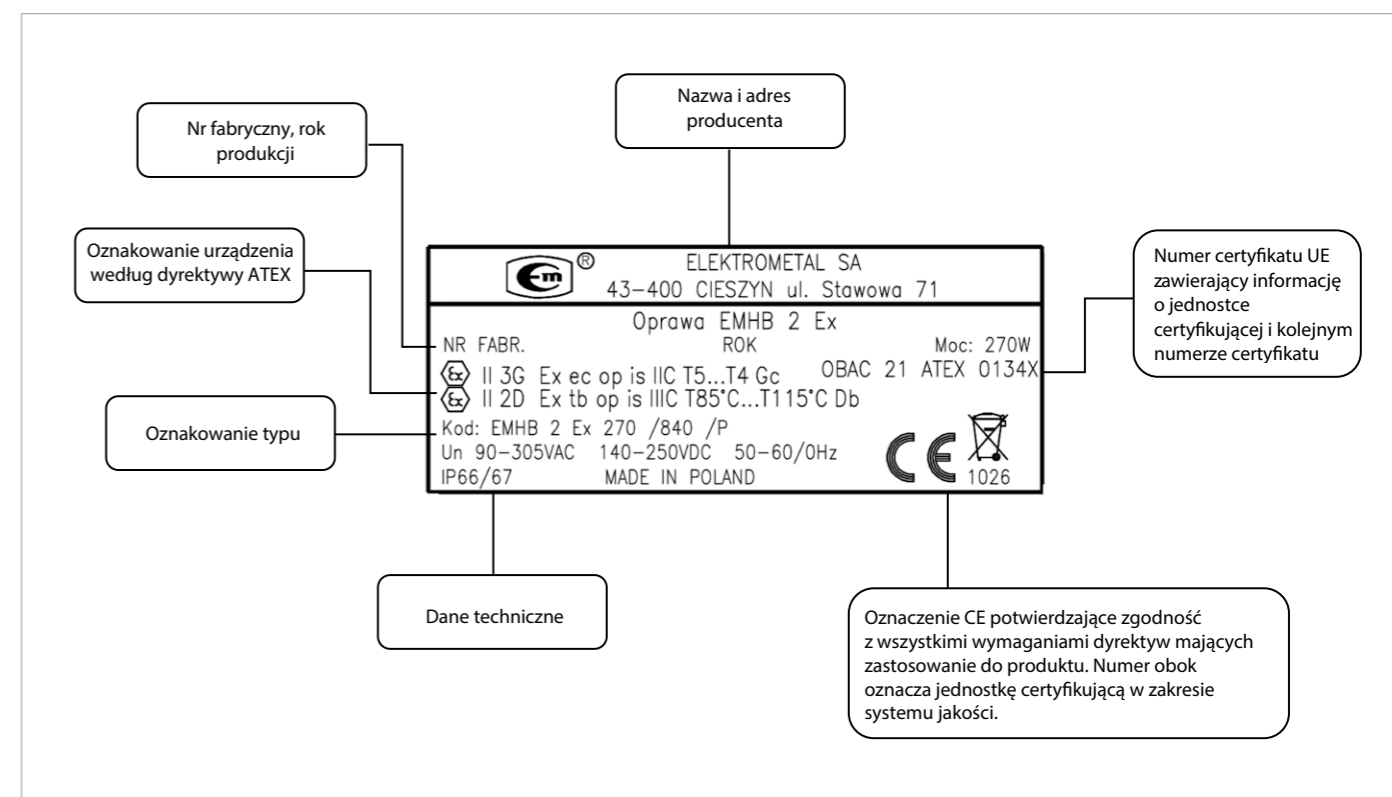 Nazwa i adres
producenta
Nr fabryczny, rok
produkcji
Oznakowanie urządzenia
według dyrektywy ATEX
Oznakowanie typu
Em ®
ELEKTROMETAL SA
43-400 CIESZYN ul. Stawowa 71
Oprawa EMHB 2 Ex
NR FABR. ROK Moc: 270W
Ex II 3G Ex ec op is IIC T5...T4 Gc OBAC 21 ATEX 0134X
Ex II 2D Ex tb op is IIIC T85°C...T115°C Db
Kod: EMHB 2 Ex 270 /840 /P
Un 90-305VAC 140-250VDC 50-60/0Hz
IP66/67 MADE IN POLAND CE 1026
Numer certyfikatu UE
zawierający informację
o jednostce
certyfikującej i kolejnym
numerze certyfikatu
Dane techniczne
Oznaczenie CE potwierdzające zgodność
z wszystkimi wymaganiami dyrektyw mających
zastosowanie do produktu. Numer obok
oznacza jednostkę certyfikującą w zakresie
systemu jakości.